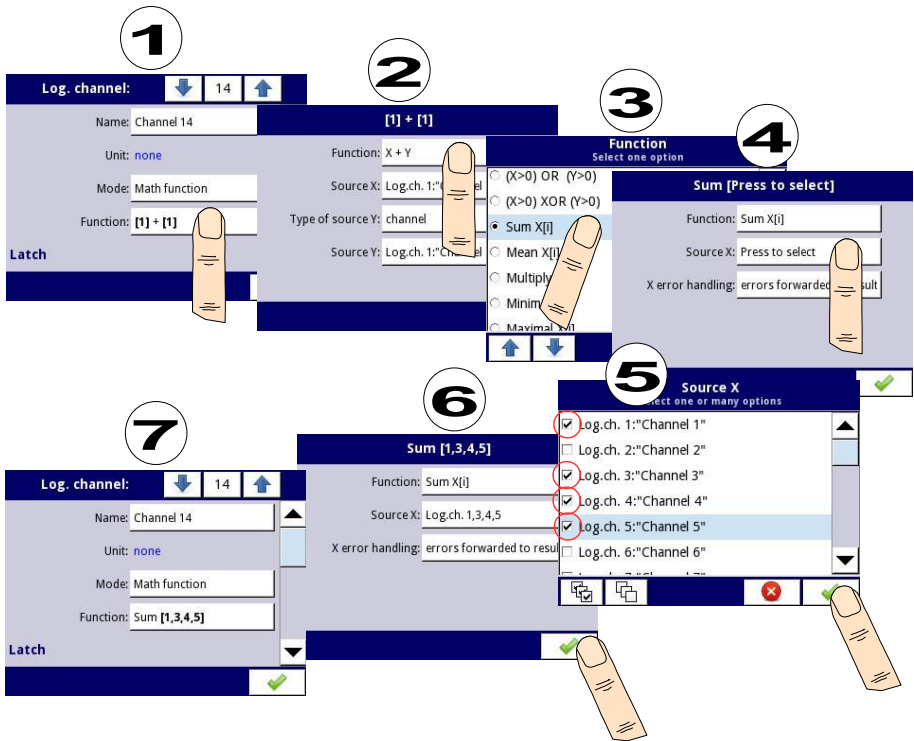 1
Log. channel:
14
Name: Channel 14
Unit: none
Mode: Math function
Function: [1] + [1]
Latch
2
[1] + [1]
Function: X + Y
Source X: Log.ch. 1:"
Type of source Y: channel
Source Y: Log.ch. 1:"
3
Function
Select one option
(X>0) OR (Y>0)
(X>0) XOR (Y>0)
Sum X[i]
Mean X[i]
Multiply
Minim
Maximal X[i]
4
Sum [Press to select]
Function: Sum X[i]
Source X: Press to select
X error handling: errors forwarded
5
Source X
one or many options
Log.ch. 1:"Channel 1"
Log.ch. 2:"Channel 2"
Log.ch. 3:"Channel 3"
Log.ch. 4:"Channel 4"
Log.ch. 5:"Channel 5"
Log.ch. 6:"Channel 6"
6
Sum [1,3,4,5]
Function: Sum X[i]
Source X: Log.ch. 1,3,4,5
X error handling: errors forwarded to resul
7
Log. channel:
14
Name: Channel 14
Unit: none
Mode: Math function
Function: Sum [1,3,4,5]
Latch